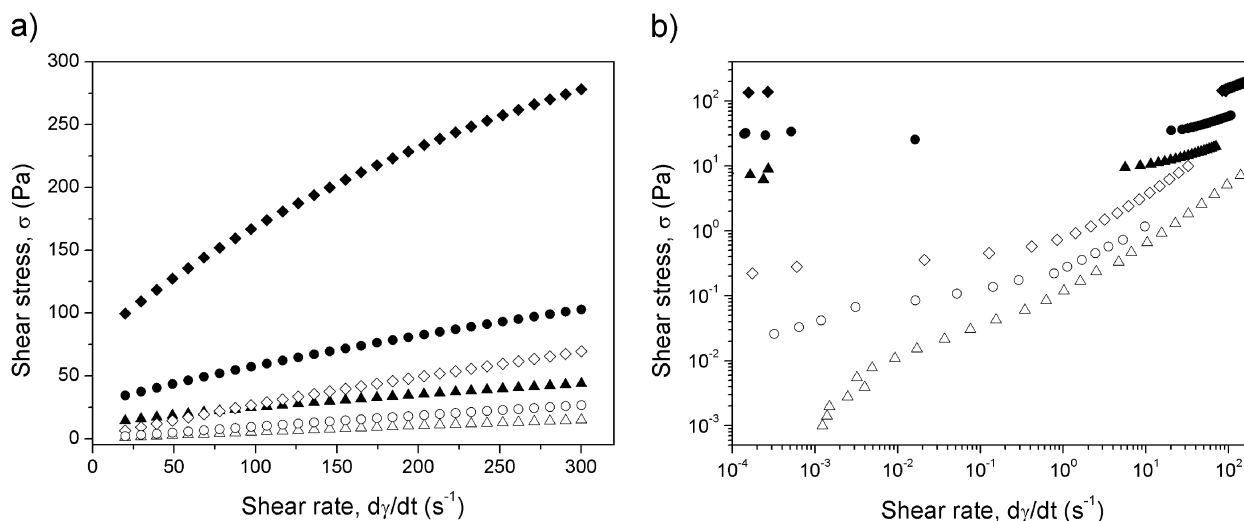 a)
Shear stress, σ (Pa)
300
250
200
150
100
50
0
0 50 100 150 200 250 300
Shear rate, dγ/dt (s⁻¹)
b)
Shear stress, σ (Pa)
10²
10¹
10⁰
10⁻¹
10⁻²
10⁻³
10⁻⁴ 10⁻³ 10⁻² 10⁻¹ 10⁰ 10¹ 10²
Shear rate, dγ/dt (s⁻¹)